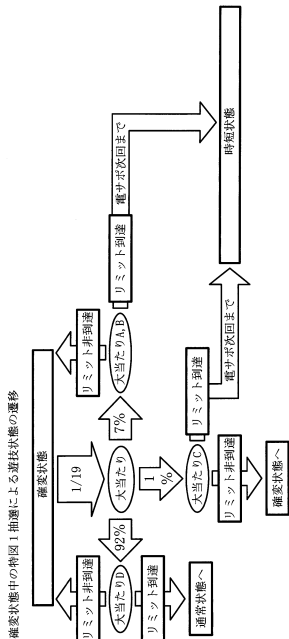 確変状態中の特図1抽選による遊技状態の遷移
確変状態
1/19
リミット非到達
大当たりD
92%
大当たり
7%
大当たりA,B
リミット非到達
リミット到達
電サポ次回まで
リミット到達
通常状態へ
1
%
大当たりC
リミット到達
電サポ次回まで
リミット非到達
確変状態へ
時短状態